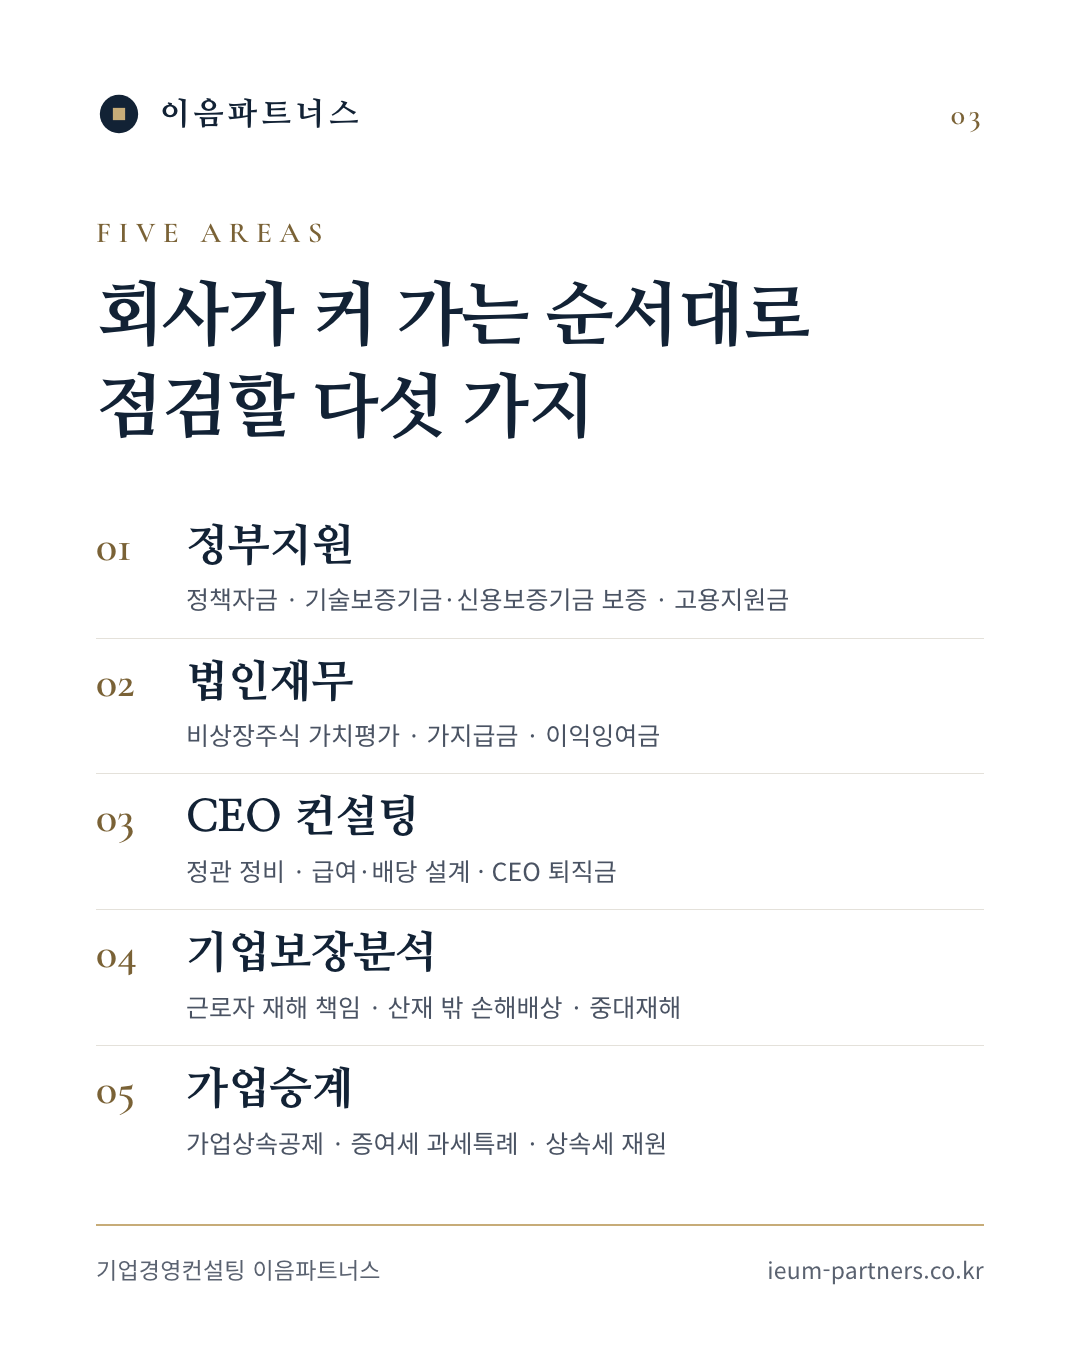 이음파트너스
03
FIVE AREAS
회사가 커 가는 순서대로
점검할 다섯 가지
01 정부지원
정책자금 · 기술보증기금·신용보증기금 보증 · 고용지원금
02 법인재무
비상장주식 가치평가 · 가지급금 · 이익잉여금
03 CEO 컨설팅
정관 정비 · 급여·배당 설계 · CEO 퇴직금
04 기업보장분석
근로자 재해 책임 · 산재 밖 손해배상 · 중대재해
05 가업승계
가업상속공제 · 증여세 과세특례 · 상속세 재원
기업경영컨설팅 이음파트너스
ieum-partners.co.kr